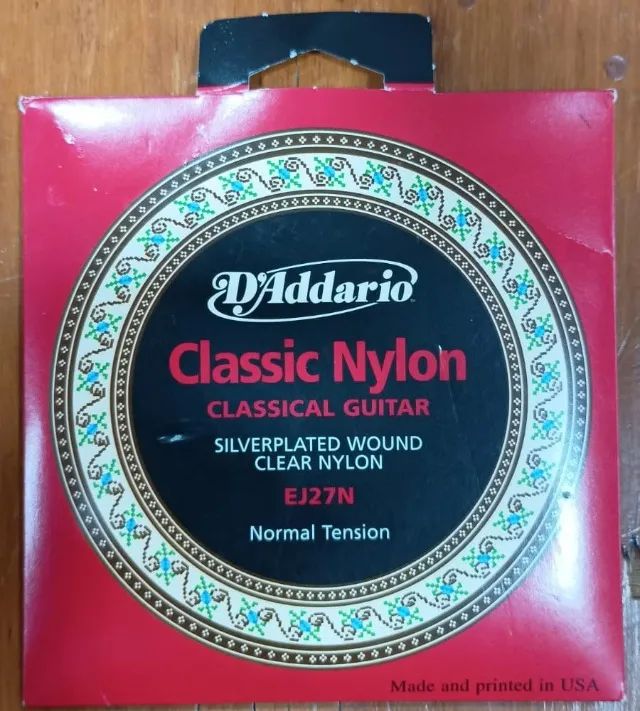 D'Addario
Classic Nylon
CLASSICAL GUITAR
SILVERPLATED WOUND
CLEAR NYLON
EJ27N
Normal Tension
Made and printed in USA